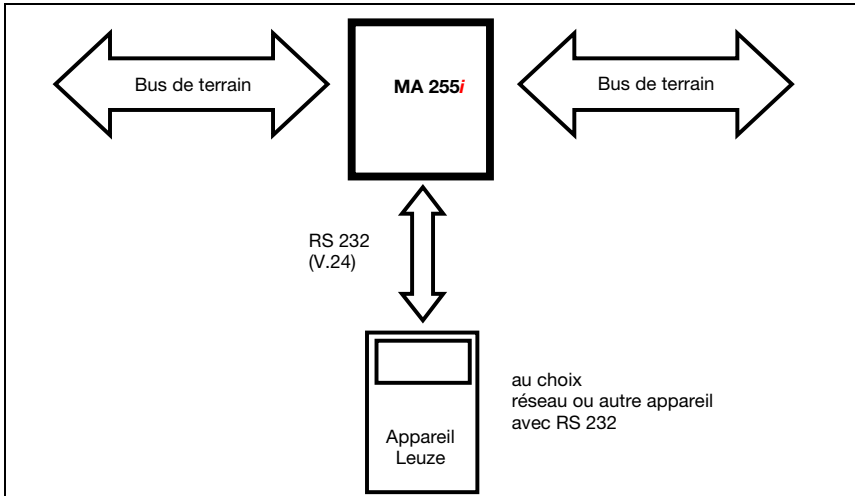 Bus de terrain
MA 255i
Bus de terrain
RS 232
(V.24)
au choix
réseau ou autre appareil
avec RS 232
Appareil
Leuze